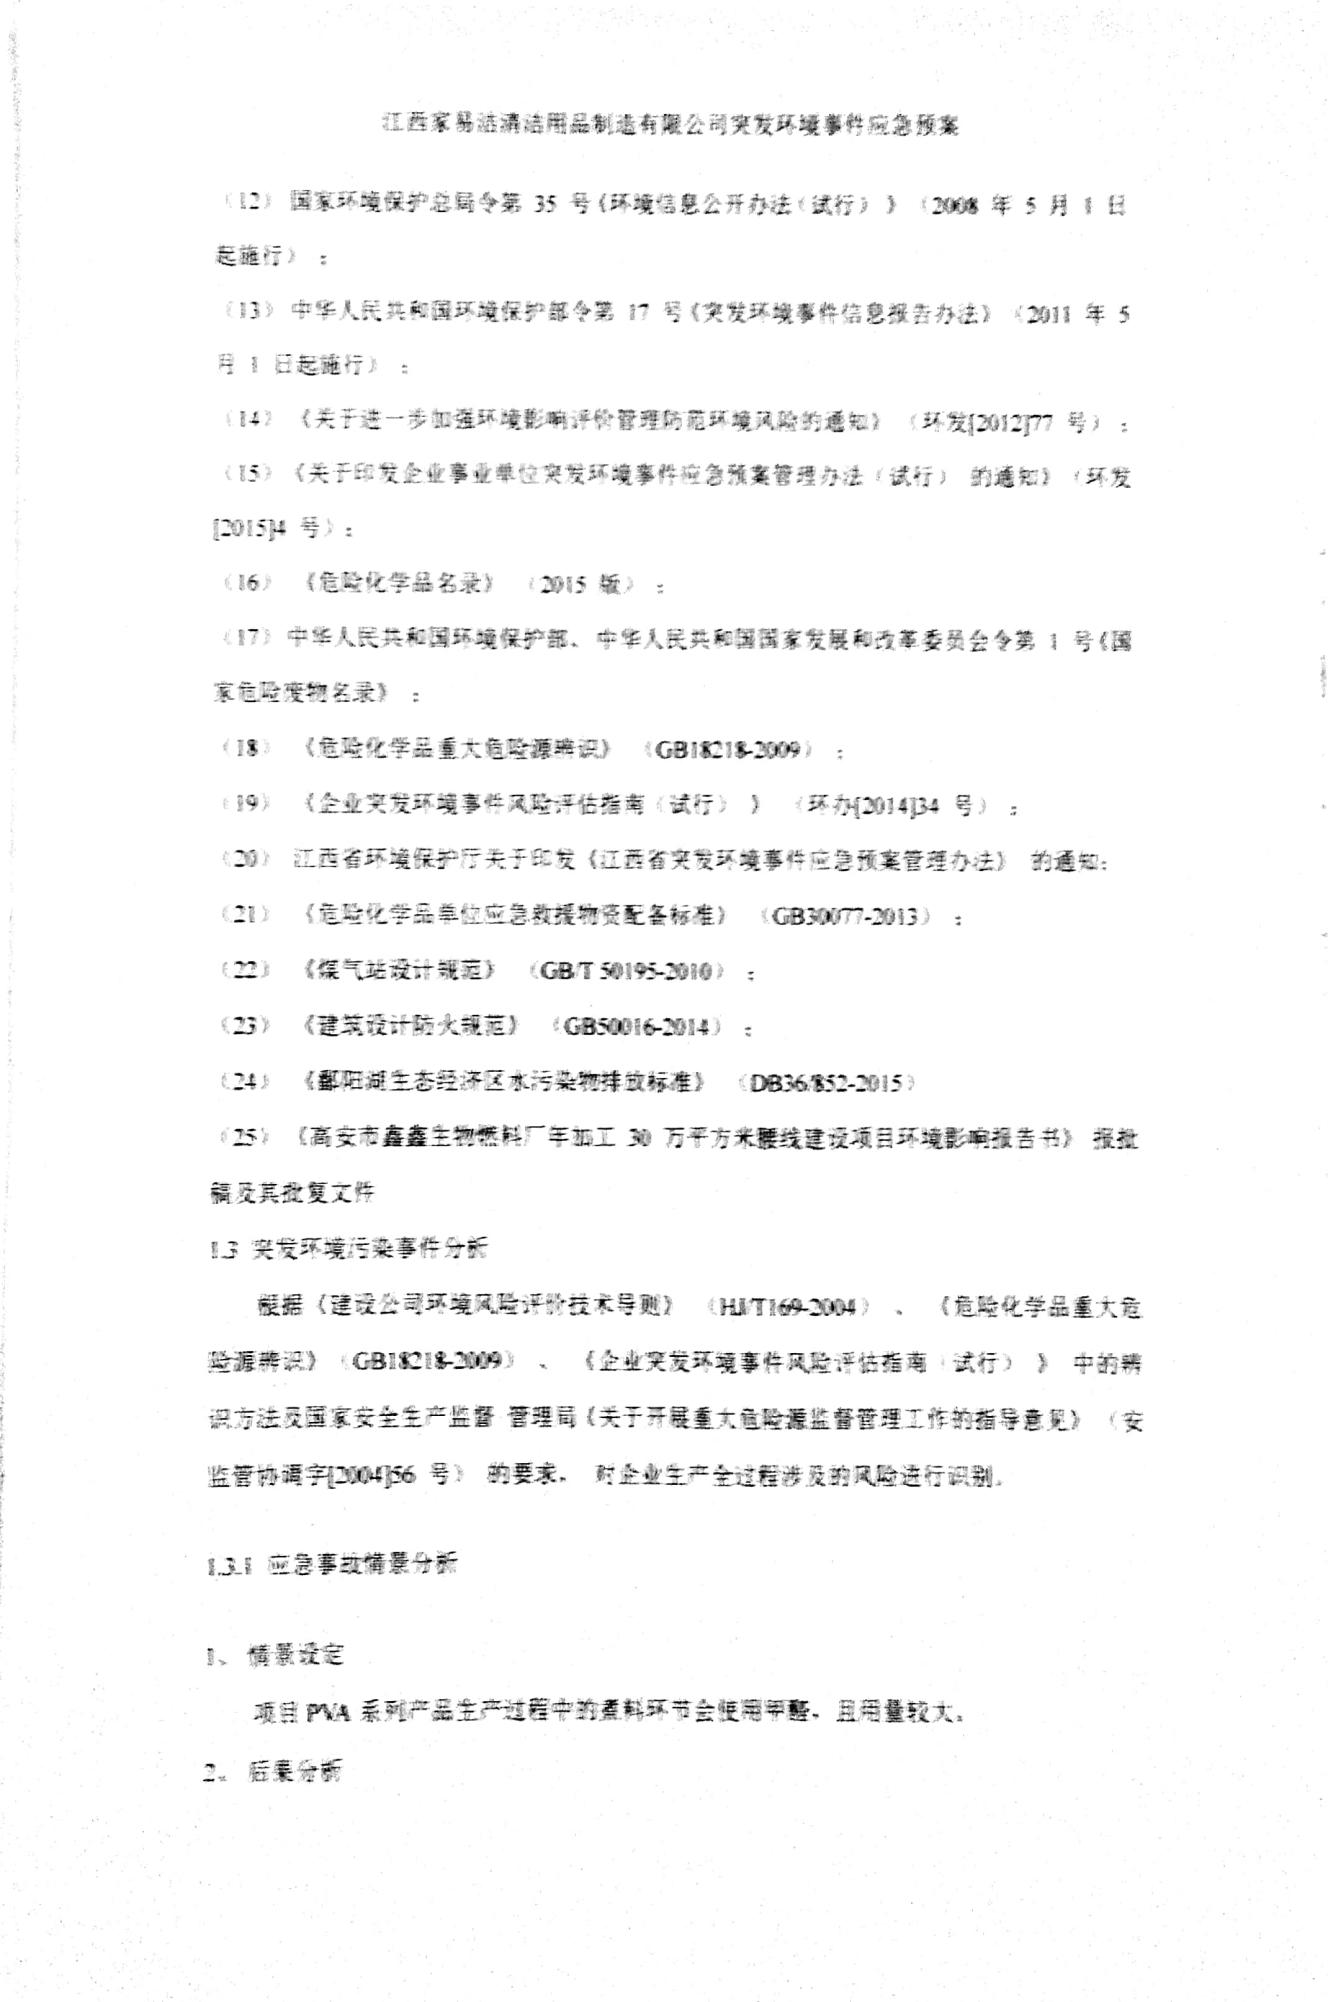 江西家易洁清洁用品制造有限公司突发环境事件应急预案
（12） 国家环境保护总局令第 35 号《环境信息公开办法（试行）》（2008 年 5 月 1 日
起施行）；
（13） 中华人民共和国环境保护部令第 17 号《突发环境事件信息报告办法》（2011 年 5
月 1 日起施行）；
（14）《关于进一步加强环境影响评价管理防范环境风险的通知》（环发[2012]77 号）；
（15）《关于印发企业事业单位突发环境事件应急预案管理办法（试行） 的通知》（环发
[2015]4 号）；
（16）《危险化学品名录》（2015 版）；
（17） 中华人民共和国环境保护部、中华人民共和国国家发展和改革委员会令第 1 号《国
家危险废物名录》；
（18）《危险化学品重大危险源辨识》（GB18218-2009）；
（19）《企业突发环境事件风险评估指南（试行）》（环办[2014]34 号）；
（20） 江西省环境保护厅关于印发《江西省突发环境事件应急预案管理办法》 的通知；
（21）《危险化学品单位应急救援物资配备标准》（GB30077-2013）；
（22）《煤气站设计规范》（GB/T 50195-2010）；
（23）《建筑设计防火规范》（GB50016-2014）；
（24）《鄱阳湖生态经济区水污染物排放标准》（DB36/852-2015）
（25）《高安市鑫鑫生物燃料厂年加工 30 万平方米腰线建设项目环境影响报告书》 报批
稿及其批复文件
1.3 突发环境污染事件分析
根据《建设公司环境风险评价技术导则》（HJ/T169-2004）、《危险化学品重大危
险源辨识》（GB18218-2009）、《企业突发环境事件风险评估指南（试行）》 中的辨
识方法及国家安全生产监督 管理局《关于开展重大危险源监督管理工作的指导意见》（安
监管协调字[2004]56 号） 的要求， 对企业生产全过程涉及的风险进行识别。
1.3.1 应急事故情景分析
1、 情景设定
项目 PVA 系列产品生产过程中的煮料环节会使用甲醛，且用量较大。
2、 后果分析